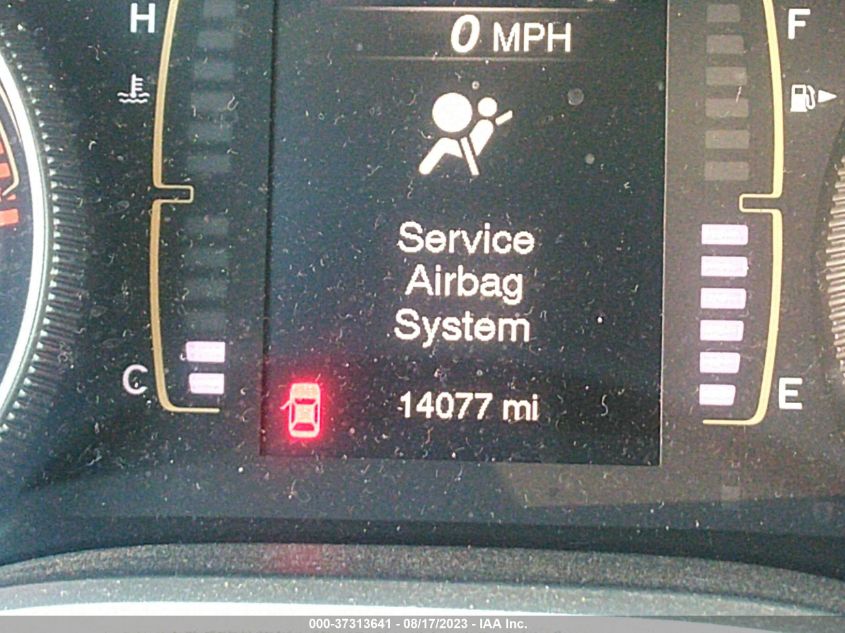 H
0 MPH
F
Service
Airbag
System
C
14077 mi
E
000-37313641 - 08/17/2023 - IAA Inc.